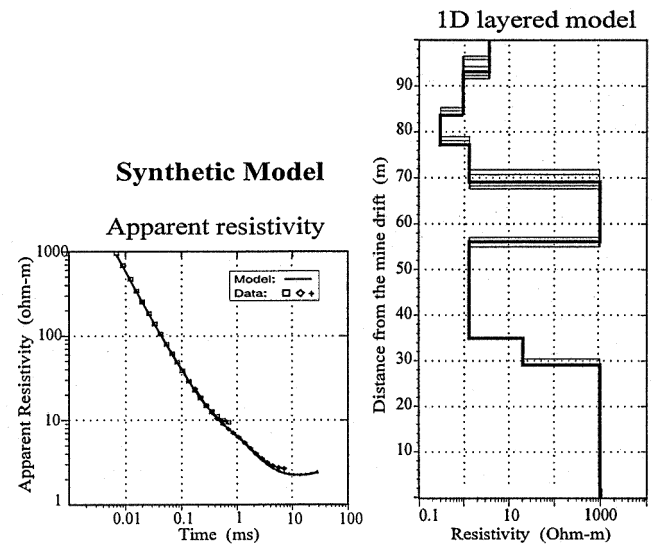 Synthetic Model
Apparent resistivity
Apparent Resistivity (ohm-m)
1000
100
10
1
Model:
Data:
0.01 0.1 1 10 100
Time (ms)
1D layered model
Distance from the mine drift (m)
90
80
70
60
50
40
30
20
10
0.1 10 1000
Resistivity (Ohm-m)